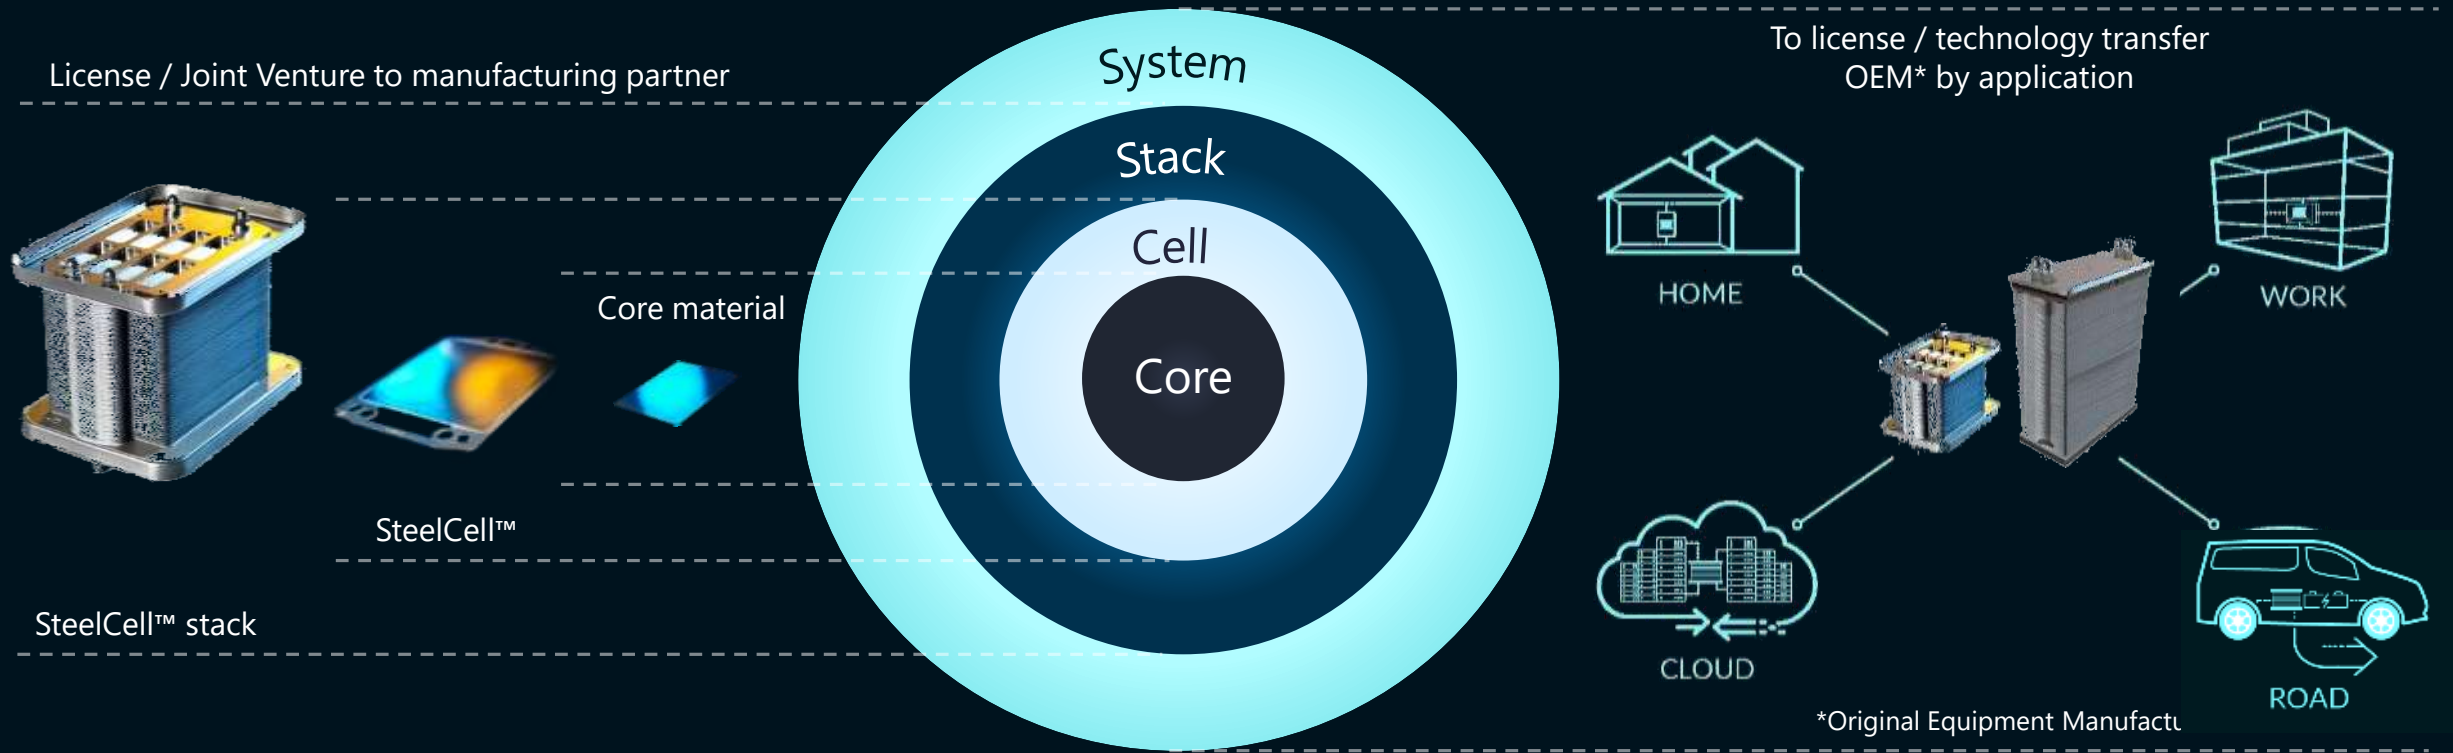 License / Joint Venture to manufacturing partner
Core material
SteelCell™
SteelCell™ stack
System
Stack
Cell
Core
To license / technology transfer
OEM* by application
HOME
WORK
CLOUD
ROAD
*Original Equipment